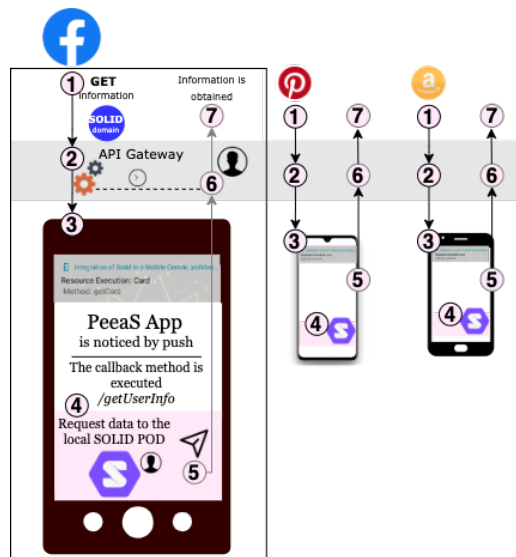 1
GET
information
SOLID
domain
Information is
obtained
7
2
API Gateway
6
3
Integration of Solid in a Mobile Centric architec...
Resource Execution: Card
Method: getCard
PeeaS App
is noticed by push
The callback method is
executed
/getUserInfo
4
Request data to the
local SOLID POD
5
1
7
2
6
3
5
4
1
7
2
6
3
5
4